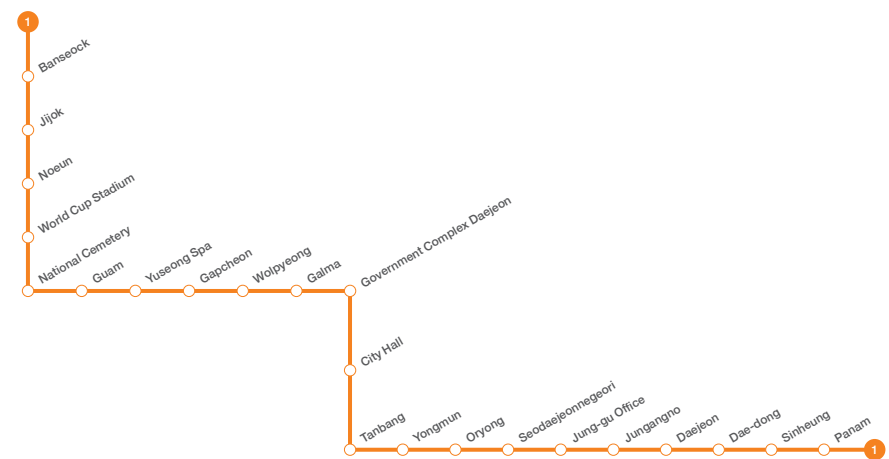 1
Banseock
Jijok
Noeun
World Cup Stadium
National Cemetery
Guam
Yuseong Spa
Gapcheon
Wolpyeong
Galma
Government Complex Daejeon
City Hall
Tanbang
Yongmun
Oryong
Seodaejeonnegeori
Jung-gu Office
Jungangno
Daejeon
Dae-dong
Sinheung
Panam
1